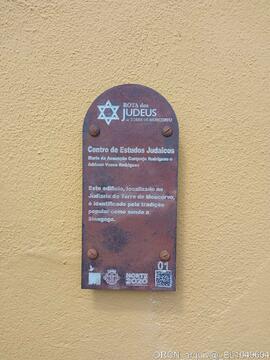 ROTA dos
JUDEUS
de TORRE DE MONCORVO
Centro de Estudos Judaicos
Maria da Assunção Carqueja Rodrigues e
Adriano Vasco Rodrigues
Este edifício, localizado na
Judiaria de Torre de Moncorvo,
é identificado pela tradição
popular como sendo a
Sinagoga.
01
NORTE
2020